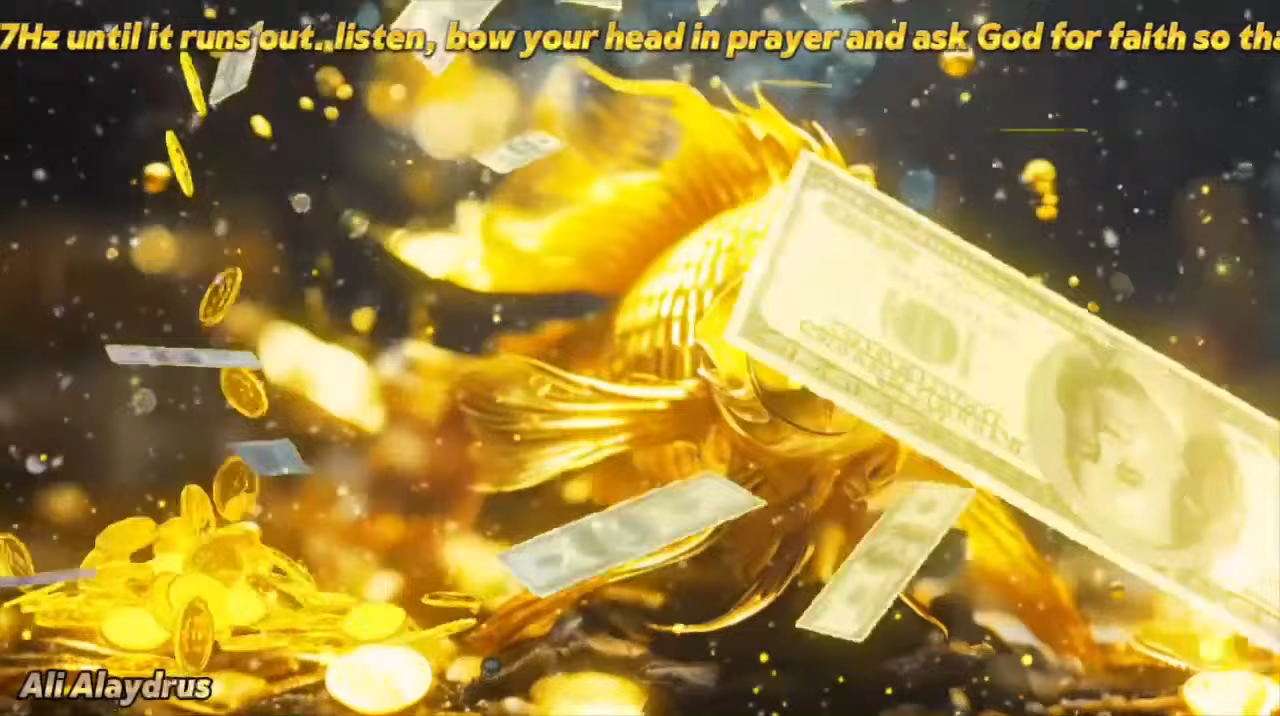 7Hz until it runs out...listen, bow your head in prayer and ask God for faith so tha
Ali Alaydrus